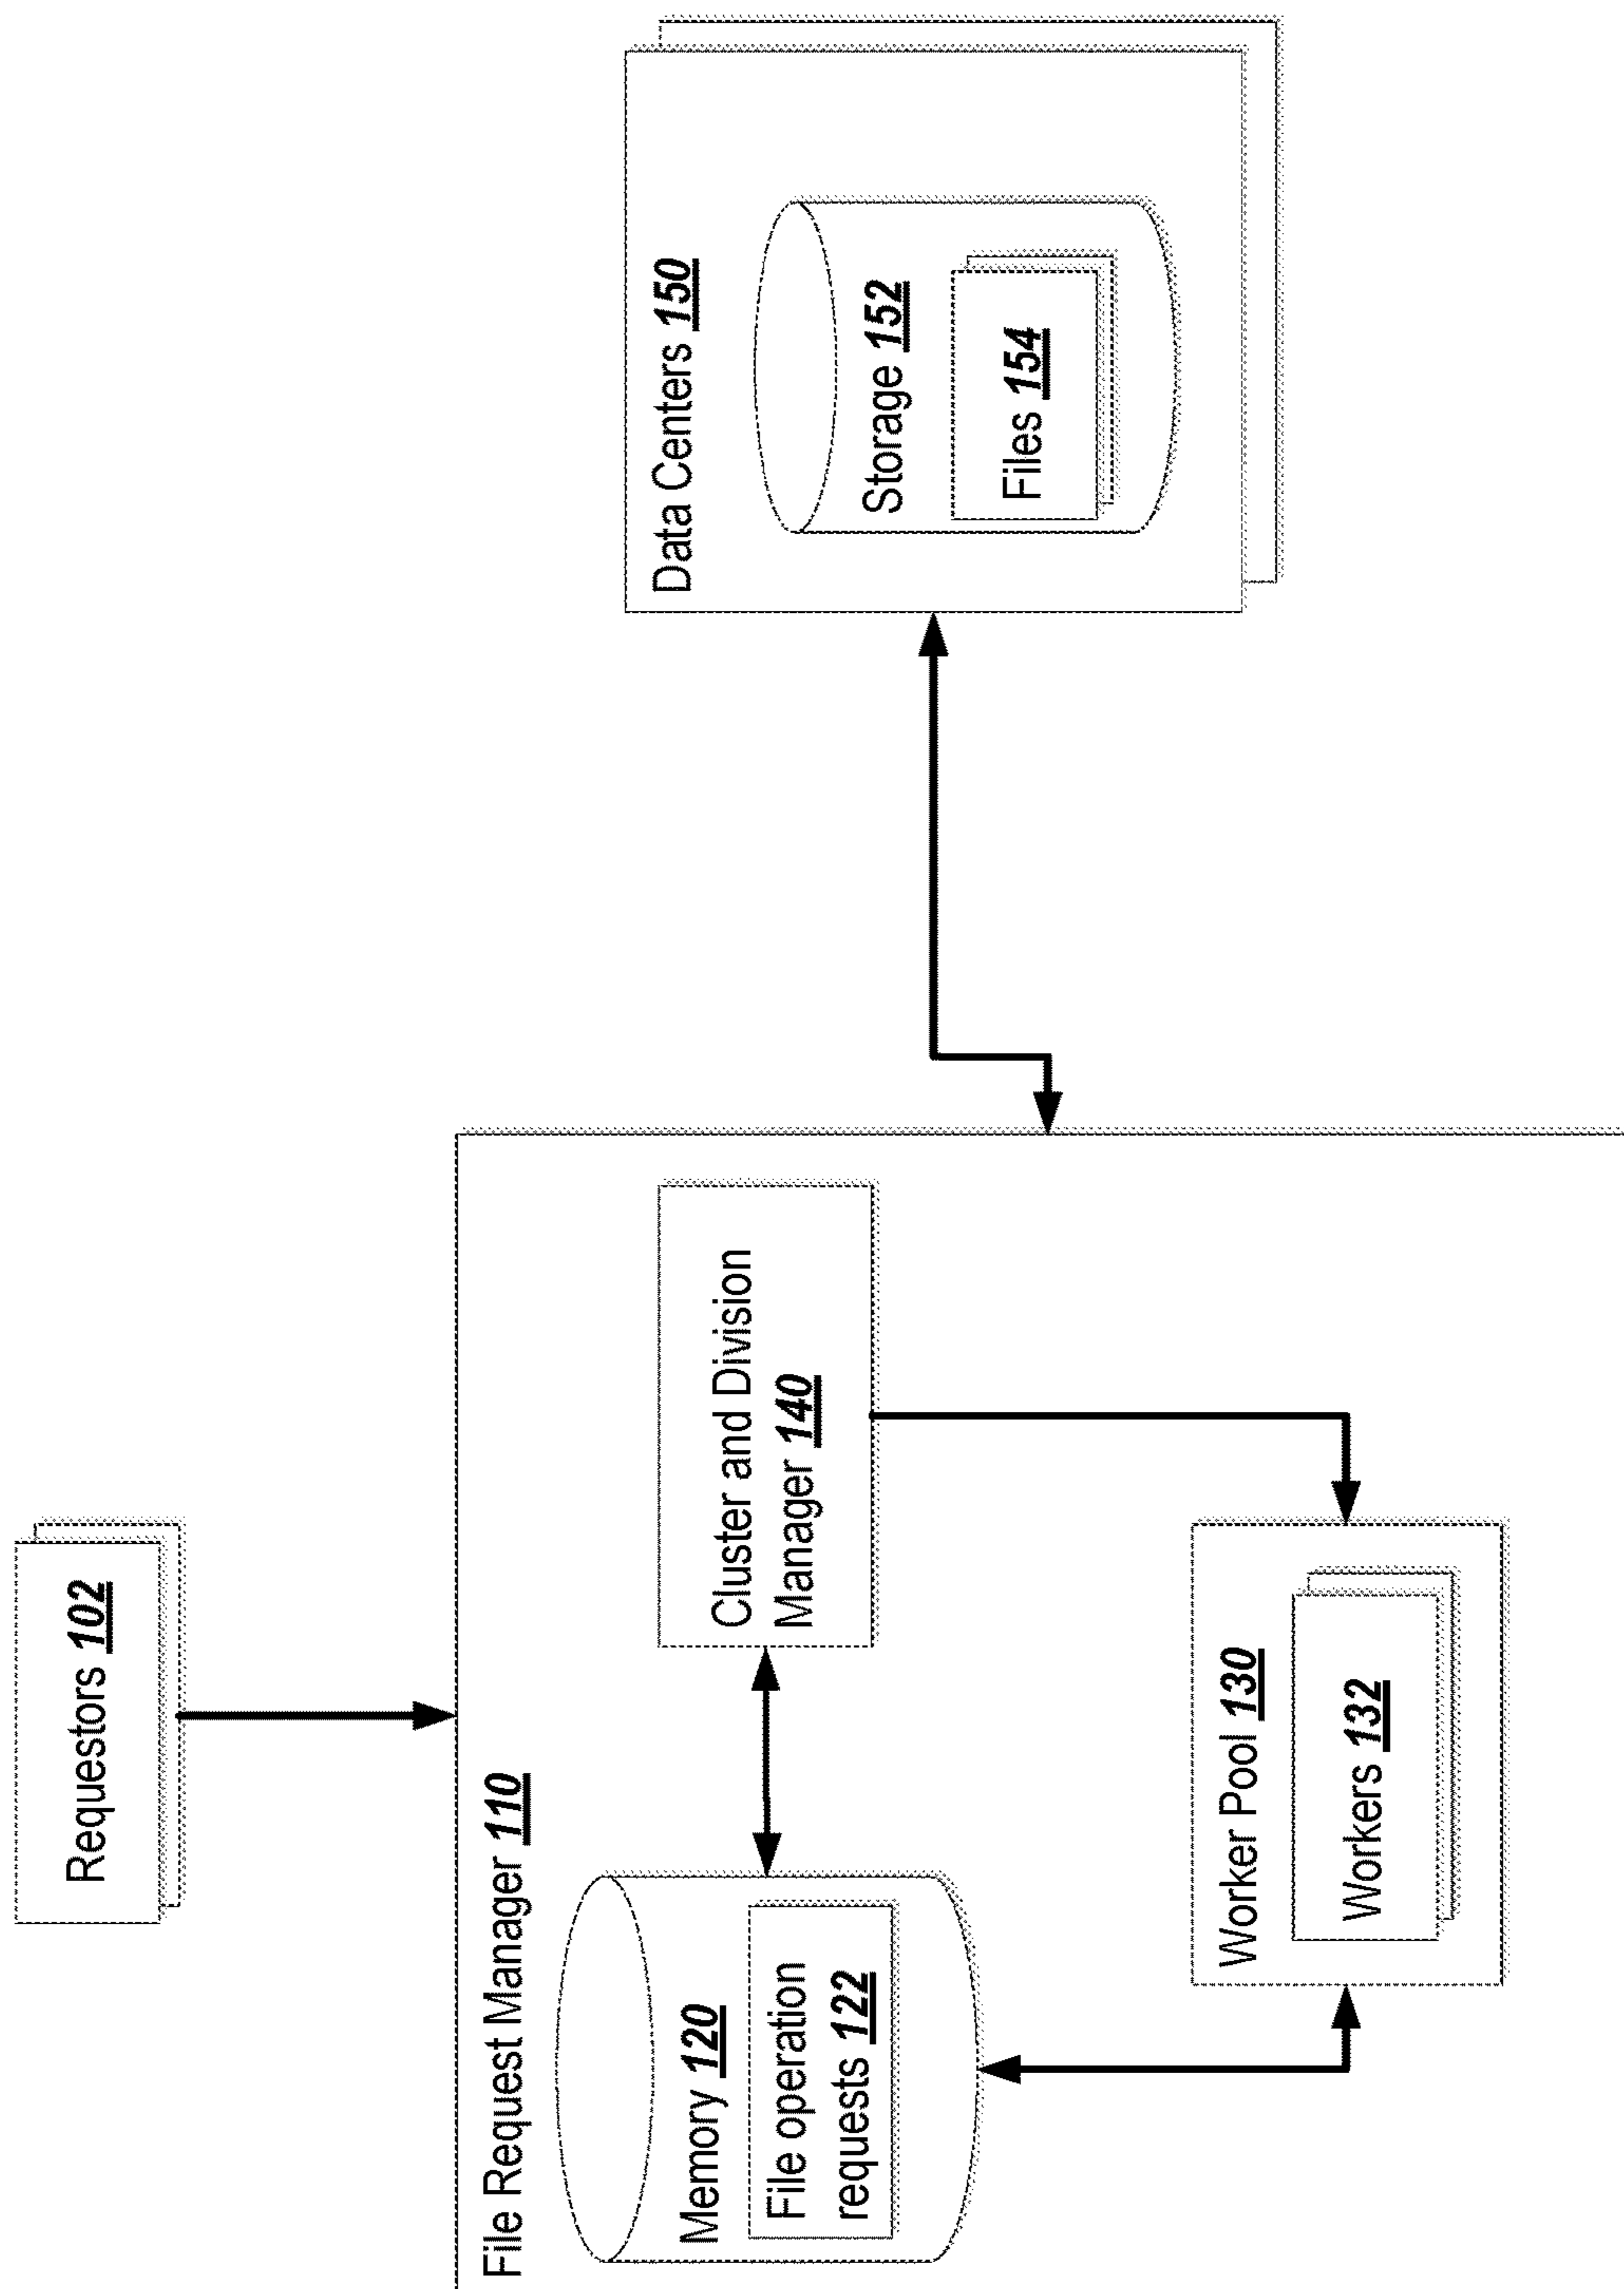 Requestors 102
File Request Manager 110
Memory 120
File operation
requests 122
Cluster and Division
Manager 140
Worker Pool 130
Workers 132
Data Centers 150
Storage 152
Files 154